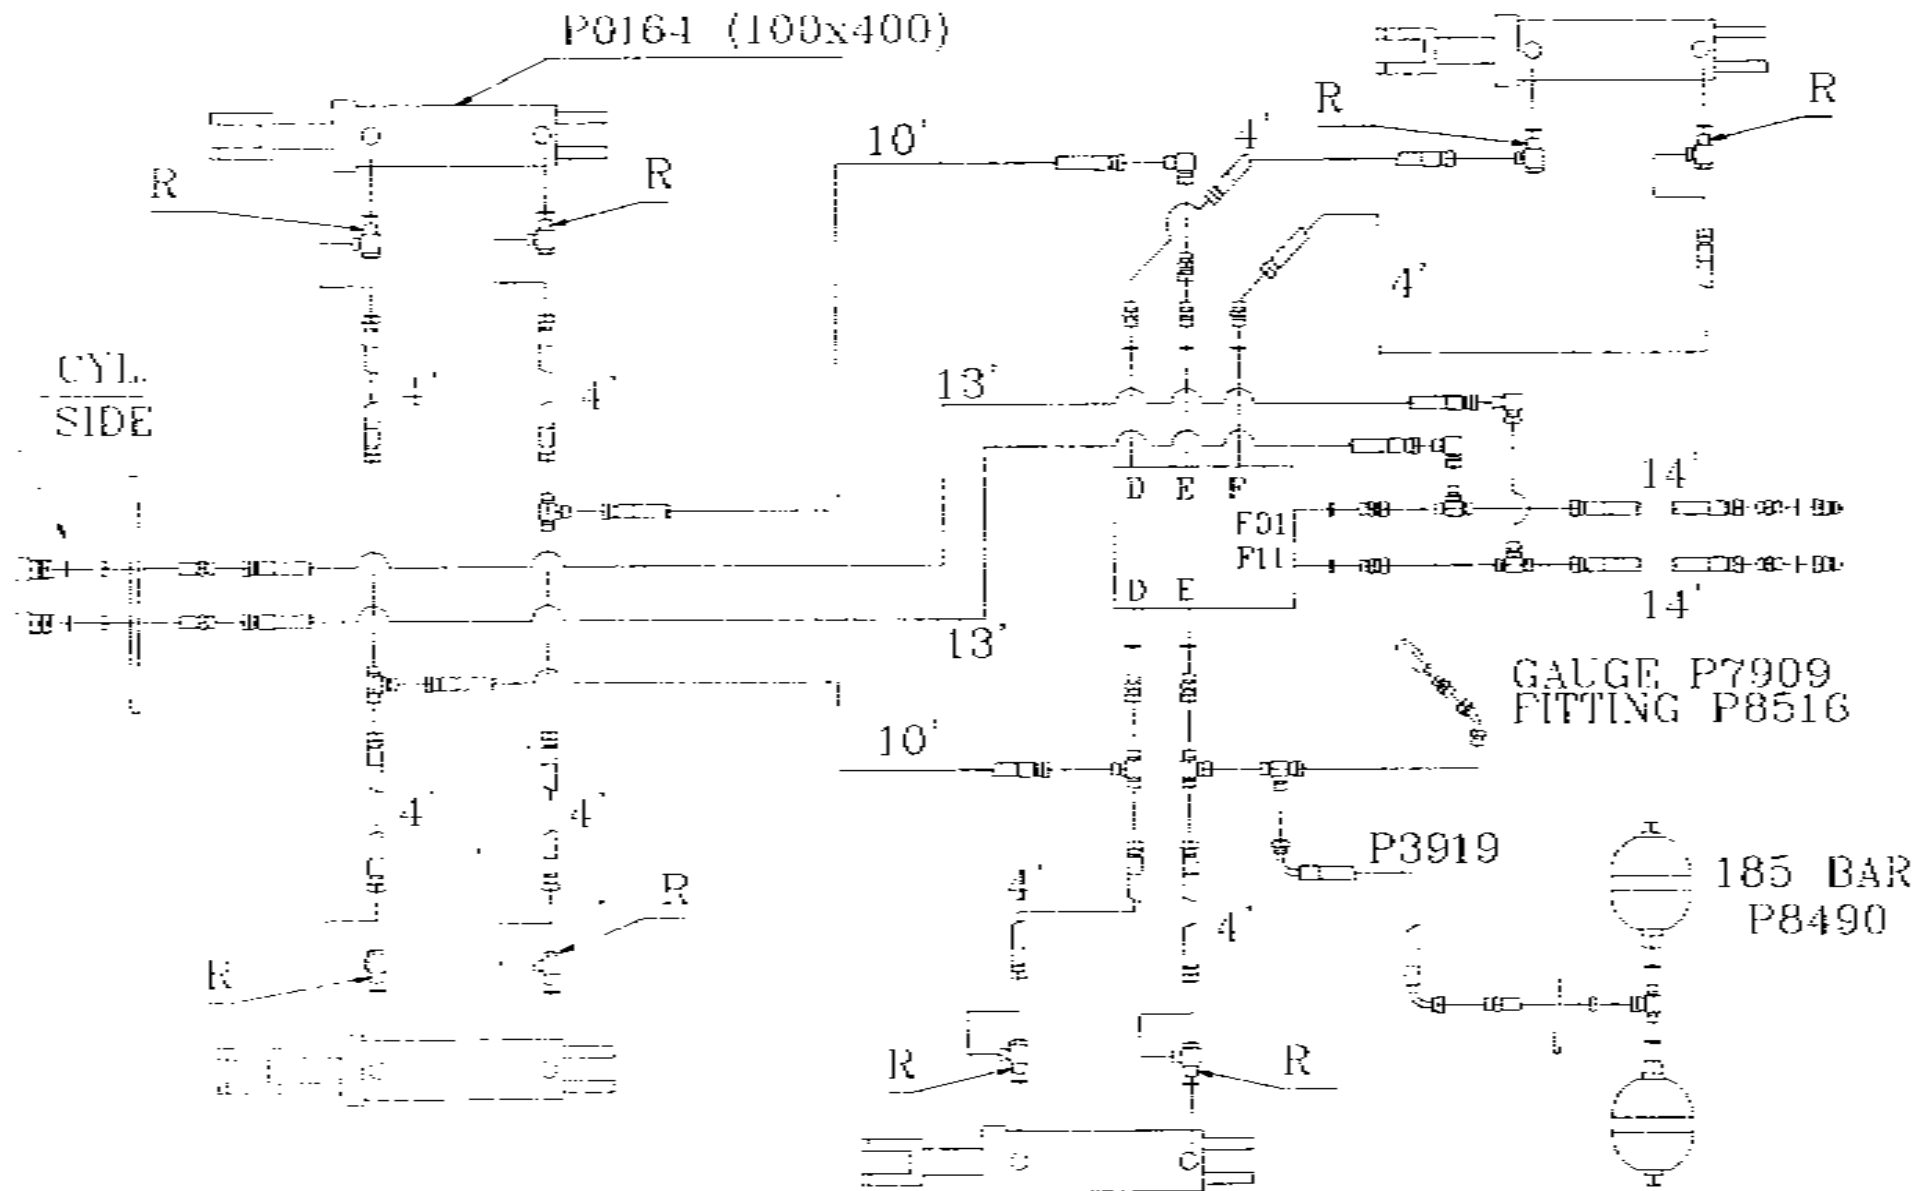 P0164 (100x400)
R
R
R
R
10'
4'
4'
CYL.
SIDE
4'
4'
13'
D E F
F01
F11
D E
14'
14'
13'
GAUGE P7909
FITTING P8516
10'
4'
4'
P3919
185 BAR
P8490
4'
4'
R
R
R
R